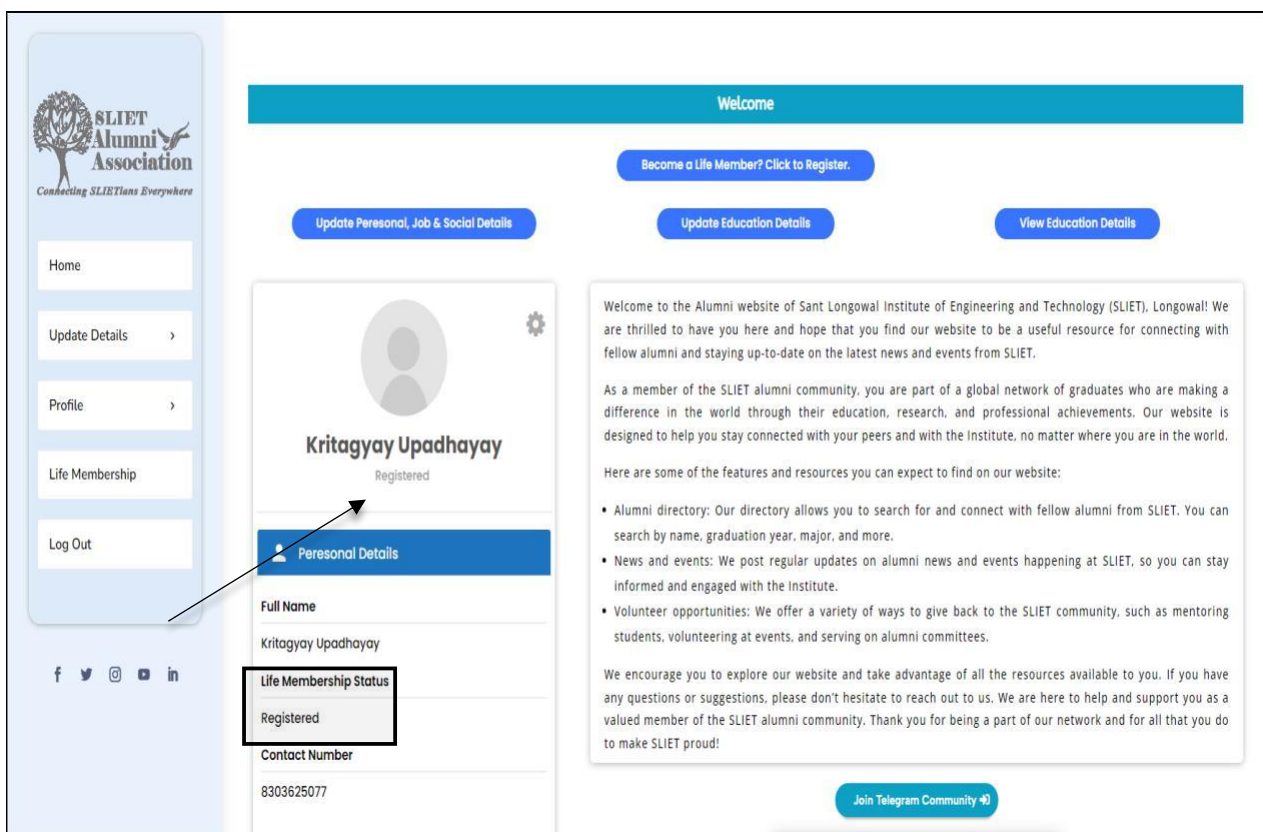 SLIET
Alumni
Association
Connecting SLIETians Everywhere
Home
Update Details
Profile
Life Membership
Log Out
Welcome
Become a Life Member? Click to Register.
Update Peresonal, Job & Social Details
Update Education Details
View Education Details
Kritagyay Upadhayay
Registered
Peresonal Details
Full Name
Kritagyay Upadhayay
Life Membership Status
Registered
Contact Number
8303625077
Welcome to the Alumni website of Sant Longowal Institute of Engineering and Technology (SLIET), Longowal! We
are thrilled to have you here and hope that you find our website to be a useful resource for connecting with
fellow alumni and staying up-to-date on the latest news and events from SLIET.
As a member of the SLIET alumni community, you are part of a global network of graduates who are making a
difference in the world through their education, research, and professional achievements. Our website is
designed to help you stay connected with your peers and with the Institute, no matter where you are in the world.
Here are some of the features and resources you can expect to find on our website:
• Alumni directory: Our directory allows you to search for and connect with fellow alumni from SLIET. You can
search by name, graduation year, major, and more.
• News and events: We post regular updates on alumni news and events happening at SLIET, so you can stay
informed and engaged with the Institute.
• Volunteer opportunities: We offer a variety of ways to give back to the SLIET community, such as mentoring
students, volunteering at events, and serving on alumni committees.
We encourage you to explore our website and take advantage of all the resources available to you. If you have
any questions or suggestions, please don't hesitate to reach out to us. We are here to help and support you as a
valued member of the SLIET alumni community. Thank you for being a part of our network and for all that you do
to make SLIET proud!
Join Telegram Community